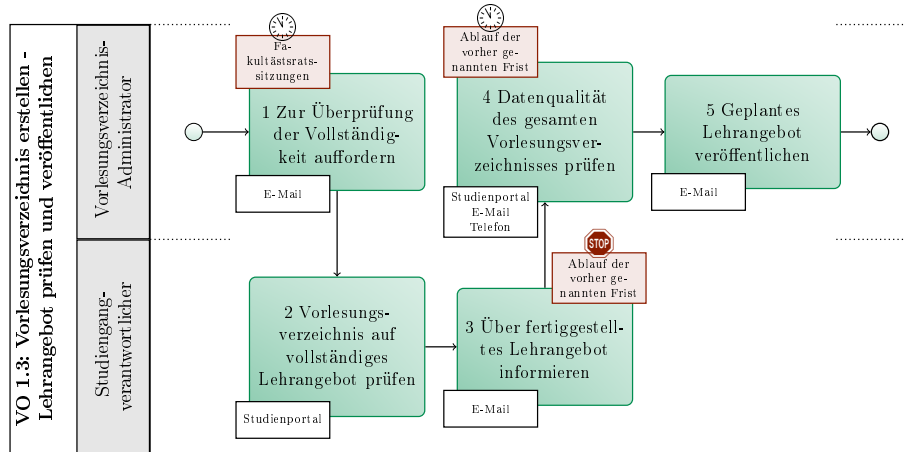 VO 1.3: Vorlesungsverzeichnis erstellen -
Lehrangebot prüfen und veröffentlichen
Vorlesungsverzeichnis-
Administrator
Studiengang-
verantwortlicher
Fa-
kultästsrats-
sitzungen
1 Zur Überprüfung
der Vollständig-
keit auffordern
E-Mail
2 Vorlesungs-
verzeichnis auf
vollständiges
Lehrangebot prüfen
Studienportal
STOP
Ablauf der
vorher ge-
nannten Frist
3 Über fertiggestell-
tes Lehrangebot
informieren
E-Mail
Ablauf der
vorher ge-
nannten Frist
4 Datenqualität
des gesamten
Vorlesungsver-
zeichnisses prüfen
Studienportal
E-Mail
Telefon
5 Geplantes
Lehrangebot
veröffentlichen
E-Mail